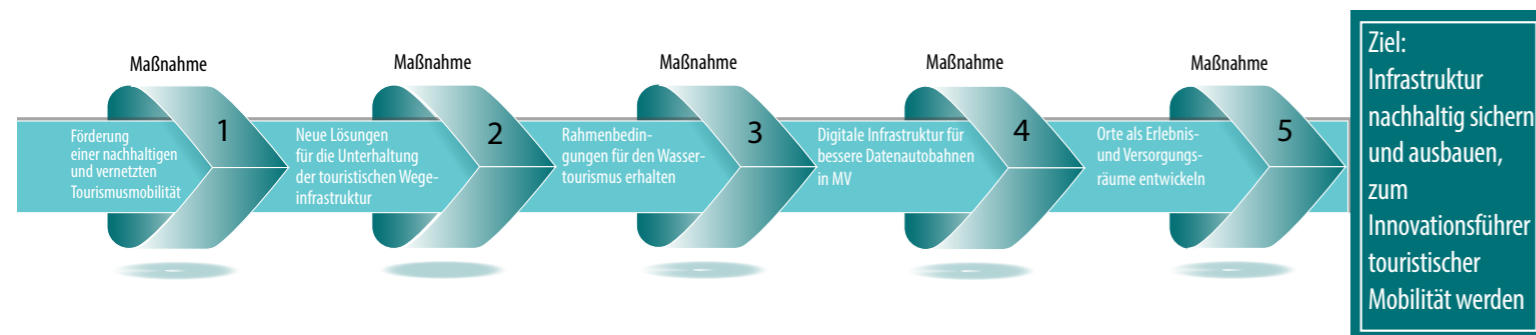 Maßnahme
1
Förderung
einer nachhaltigen
und vernetzten
Tourismusmobilität
Maßnahme
2
Neue Lösungen
für die Unterhaltung
der touristischen Wege-
infrastruktur
Maßnahme
3
Rahmenbedin-
gungen für den Wasser-
tourismus erhalten
Maßnahme
4
Digitale Infrastruktur für
bessere Datenautobahnen
in MV
Maßnahme
5
Orte als Erlebnis-
und Versorgungs-
räume entwickeln
Ziel:
Infrastruktur
nachhaltig sichern
und ausbauen,
zum
Innovationsführer
touristischer
Mobilität werden